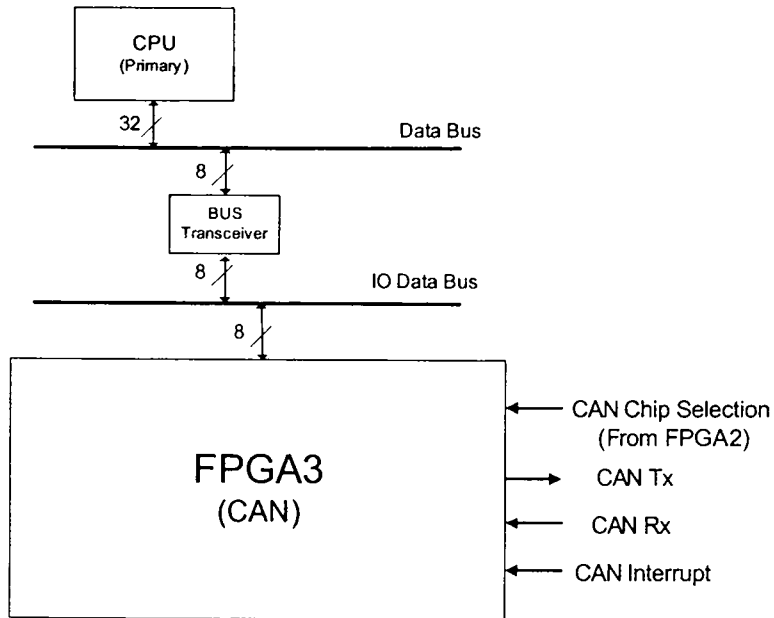 CPU
(Primary)
32
Data Bus
8
BUS
Transceiver
8
IO Data Bus
8
FPGA3
(CAN)
CAN Chip Selection
(From FPGA2)
CAN Tx
CAN Rx
CAN Interrupt